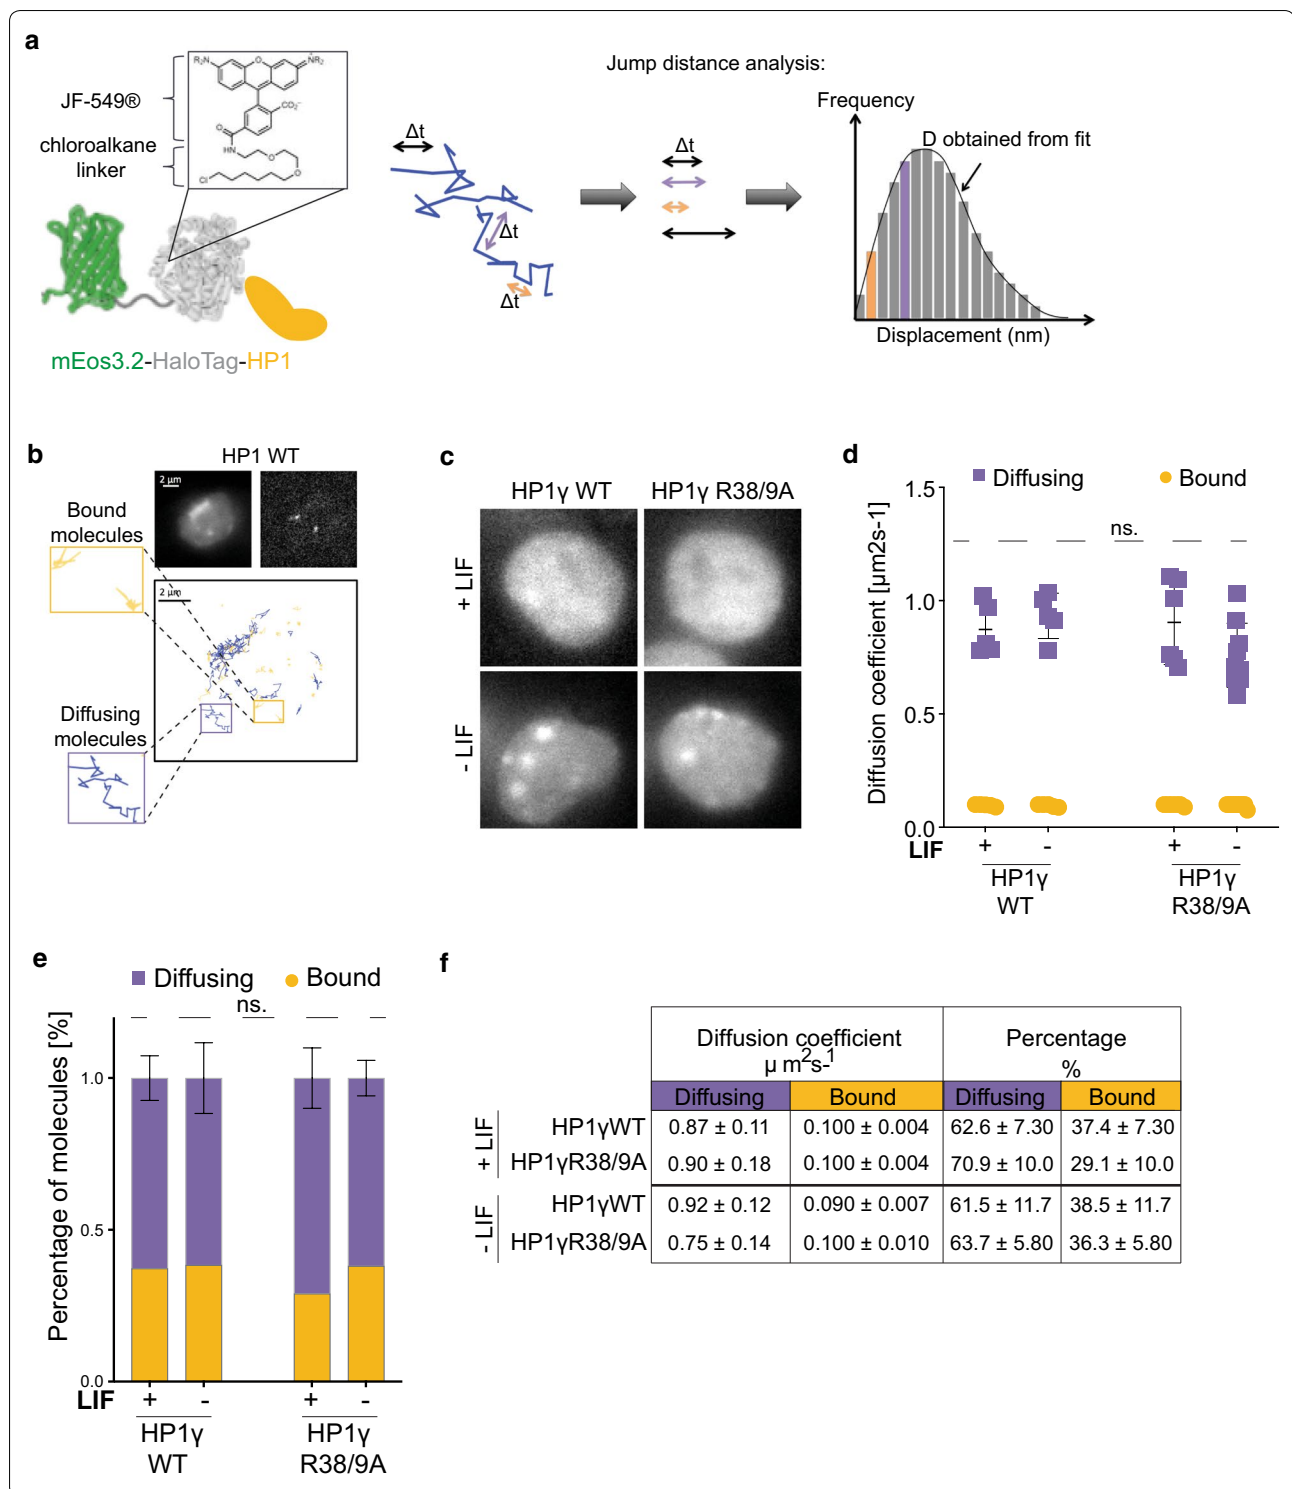 a
Jump distance analysis:
JF-549®
chloroalkane
linker
R₂N
O
NR₂
CO₂⁻
O
HN
O
O
Cl
Δt
Δt
Δt
Δt
Frequency
D obtained from fit
Displacement (nm)
mEos3.2-HaloTag-HP1
b
HP1 WT
2 µm
Bound
molecules
2 µm
Diffusing
molecules
c
HP1γ WT
HP1γ R38/9A
+ LIF
- LIF
d
Diffusing
Bound
Diffusion coefficient [µm2s-1]
1.5
ns.
1.0
0.5
0.0
LIF
+
-
+
-
HP1γ
WT
HP1γ
R38/9A
e
Diffusing
Bound
ns.
Percentage of molecules [%]
1.0
0.5
0.0
LIF
+
-
+
-
HP1γ
WT
HP1γ
R38/9A
f
Diffusion coefficient
µ m²s-¹
Percentage
%
Diffusing Bound Diffusing Bound
+ LIF
HP1γWT 0.87 ± 0.11 0.100 ± 0.004 62.6 ± 7.30 37.4 ± 7.30
HP1γR38/9A 0.90 ± 0.18 0.100 ± 0.004 70.9 ± 10.0 29.1 ± 10.0
- LIF
HP1γWT 0.92 ± 0.12 0.090 ± 0.007 61.5 ± 11.7 38.5 ± 11.7
HP1γR38/9A 0.75 ± 0.14 0.100 ± 0.010 63.7 ± 5.80 36.3 ± 5.80